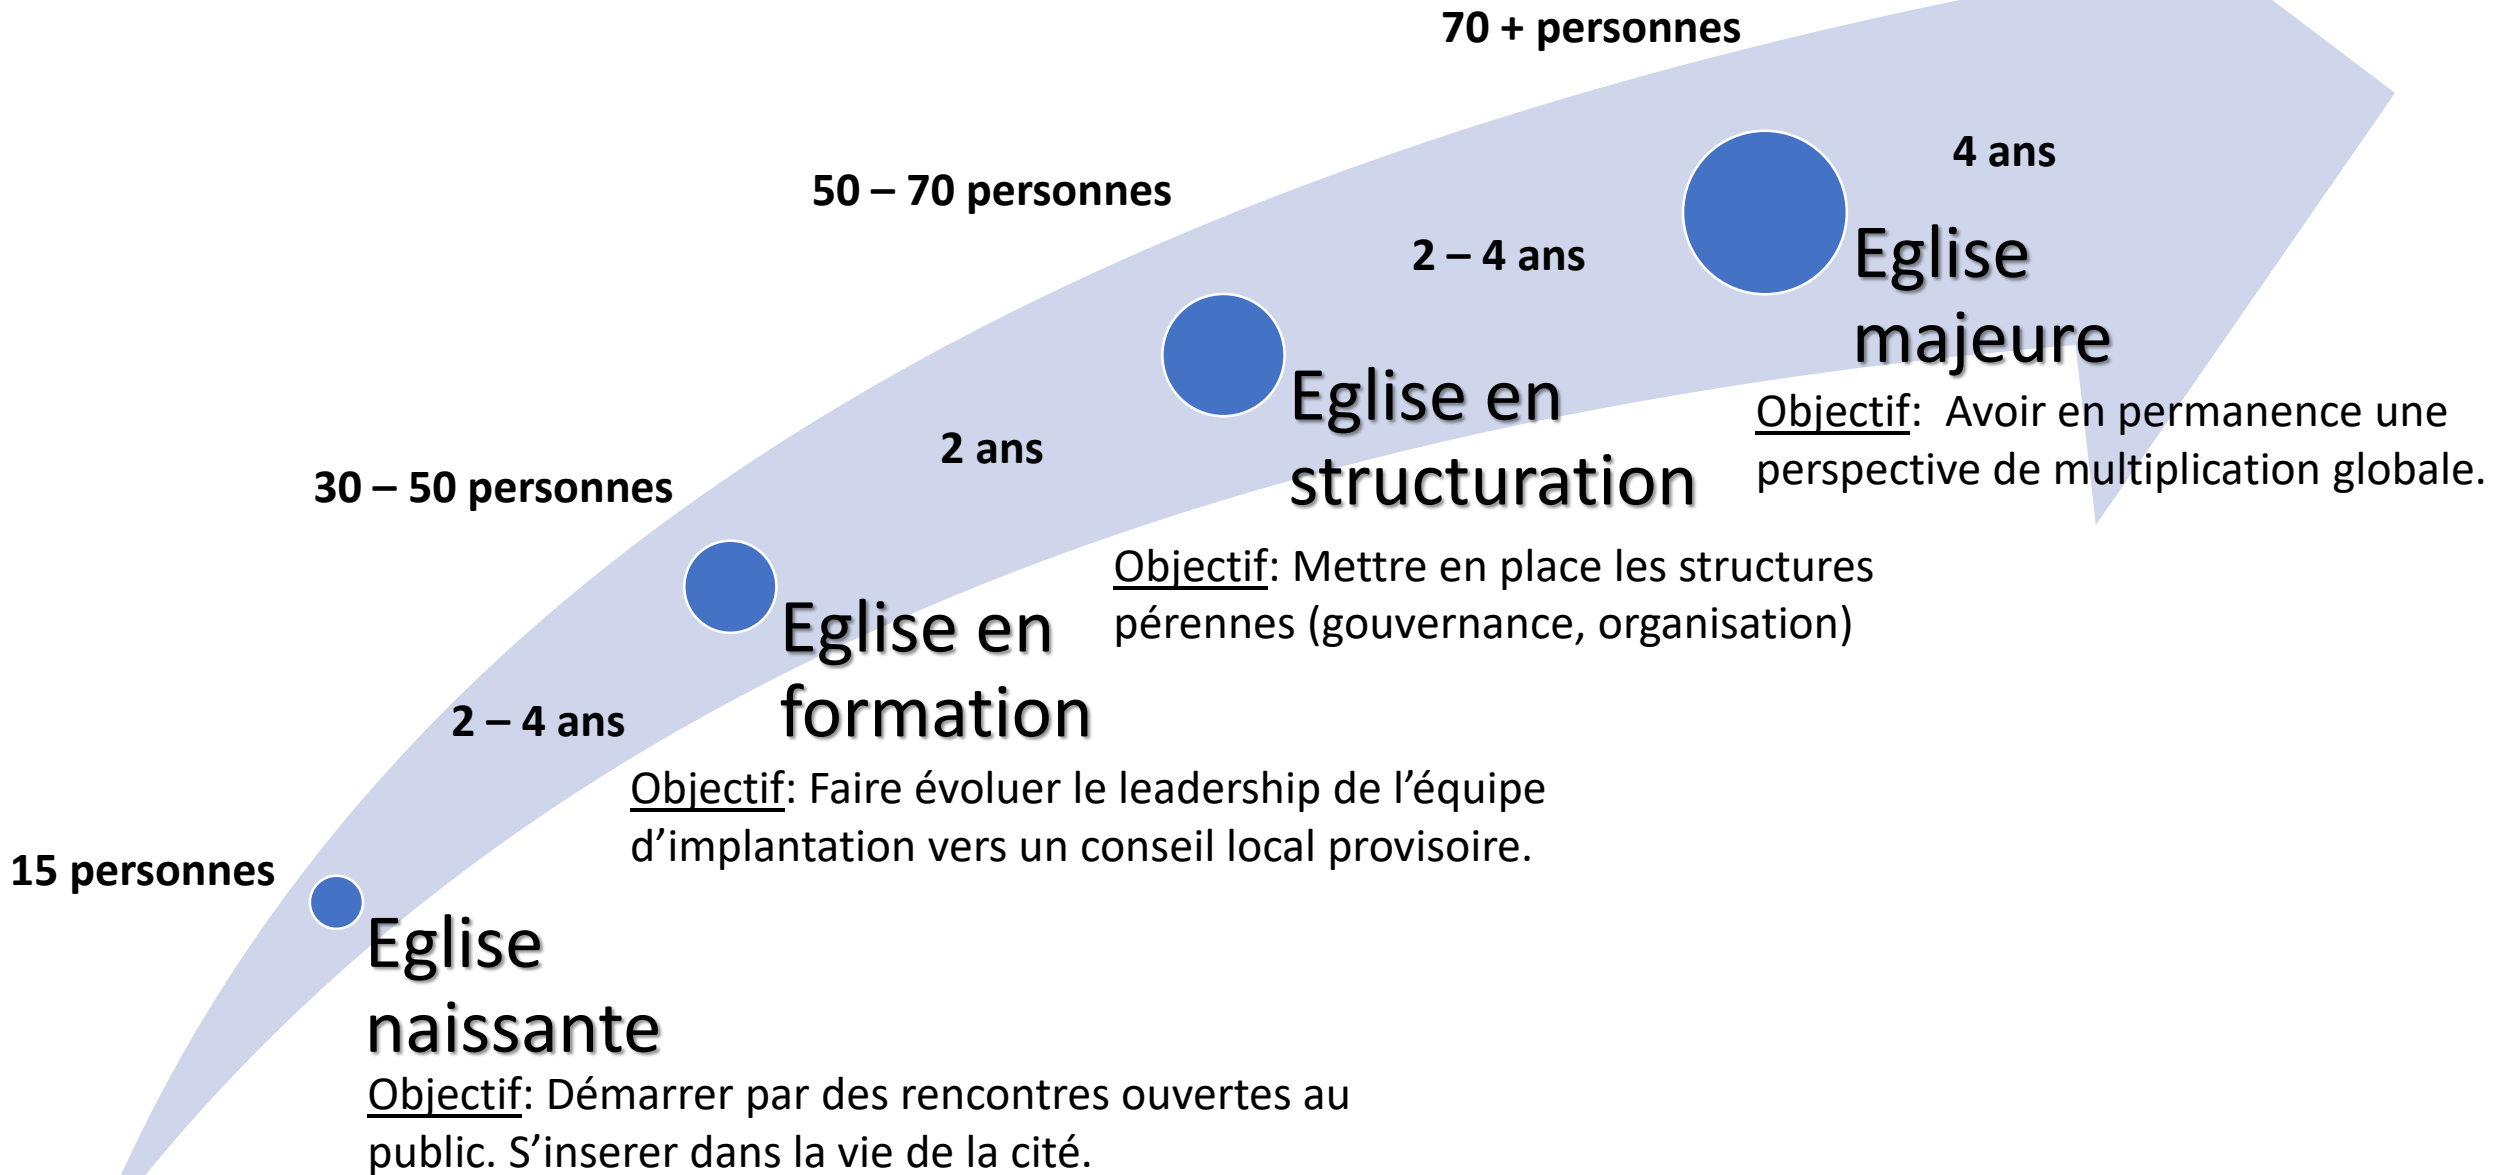 70 + personnes
4 ans
50 – 70 personnes
2 – 4 ans
Eglise
majeure
Objectif:  Avoir en permanence une
perspective de multiplication globale.
Eglise en
structuration
2 ans
30 – 50 personnes
Objectif: Mettre en place les structures
pérennes (gouvernance, organisation)
Eglise en
formation
2 – 4 ans
Objectif: Faire évoluer le leadership de l’équipe
d’implantation vers un conseil local provisoire.
15 personnes
Eglise
naissante
Objectif: Démarrer par des rencontres ouvertes au
public. S’inserer dans la vie de la cité.